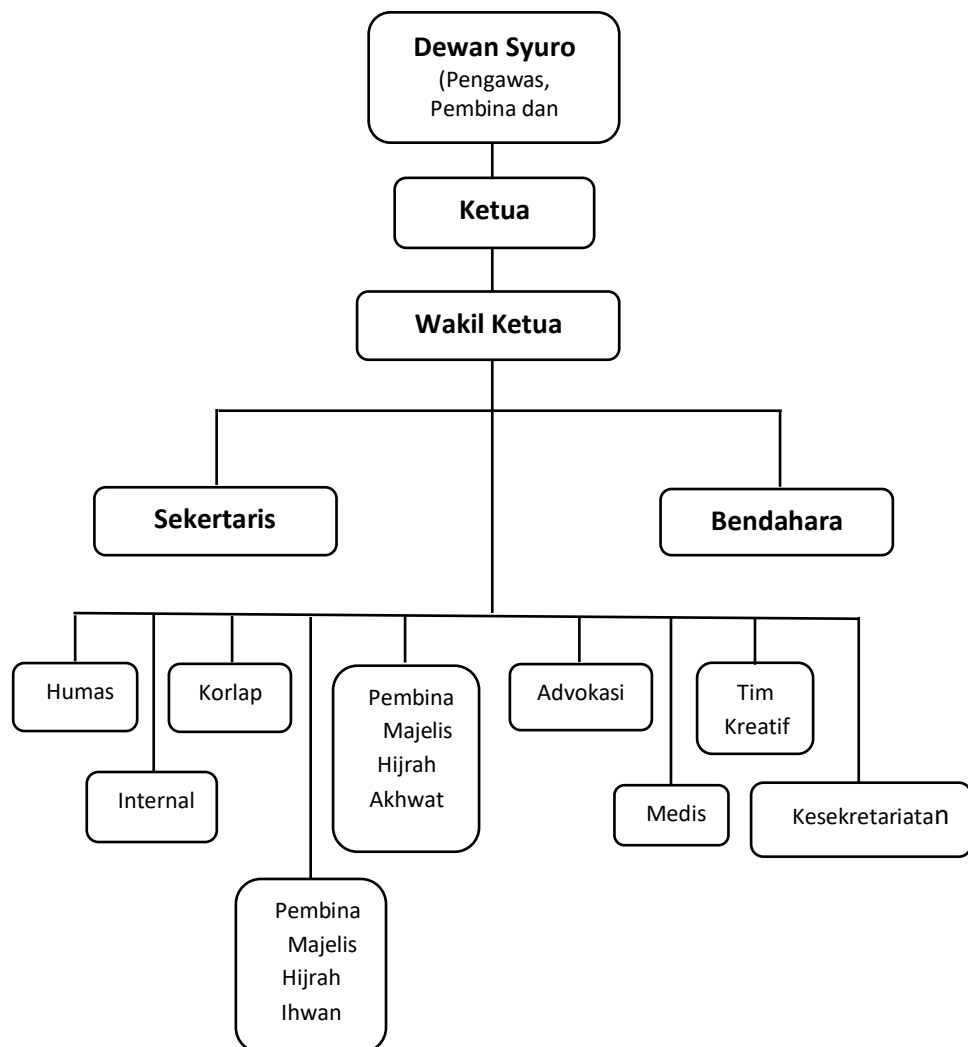 Dewan Syuro
(Pengawas,
Pembina dan
Ketua
Wakil Ketua
Sekertaris
Bendahara
Humas
Internal
Korlap
Pembina
Majelis
Hijrah
Ihwan
Pembina
Majelis
Hijrah
Akhwat
Advokasi
Medis
Tim
Kreatif
Kesekretariatan